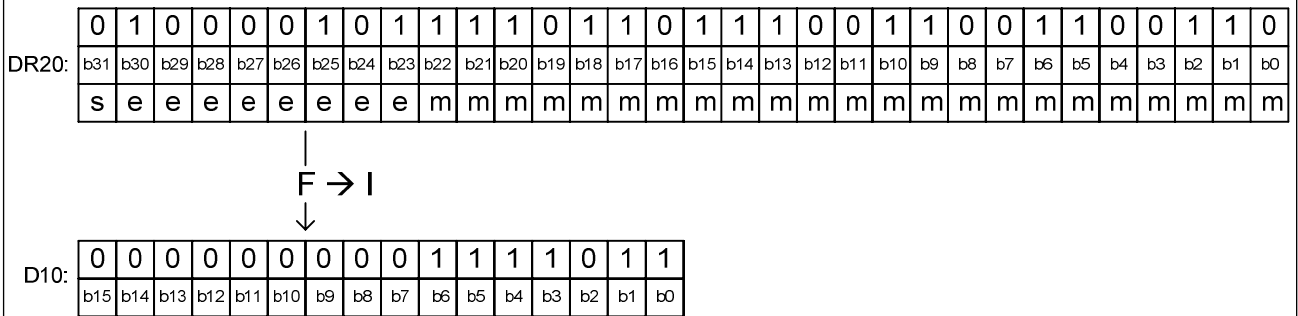 0 1 0 0 0 0 1 0 1 1 1 1 0 1 1 0 1 1 1 0 0 1 1 0 0 1 1 0 0 1 1 0
DR20: b31 b30 b29 b28 b27 b26 b25 b24 b23 b22 b21 b20 b19 b18 b17 b16 b15 b14 b13 b12 b11 b10 b9 b8 b7 b6 b5 b4 b3 b2 b1 b0
s e e e e e e e e m m m m m m m m m m m m m m m m m m m m m m m
F → I
0 0 0 0 0 0 0 0 0 1 1 1 1 0 1 1
D10: b15 b14 b13 b12 b11 b10 b9 b8 b7 b6 b5 b4 b3 b2 b1 b0